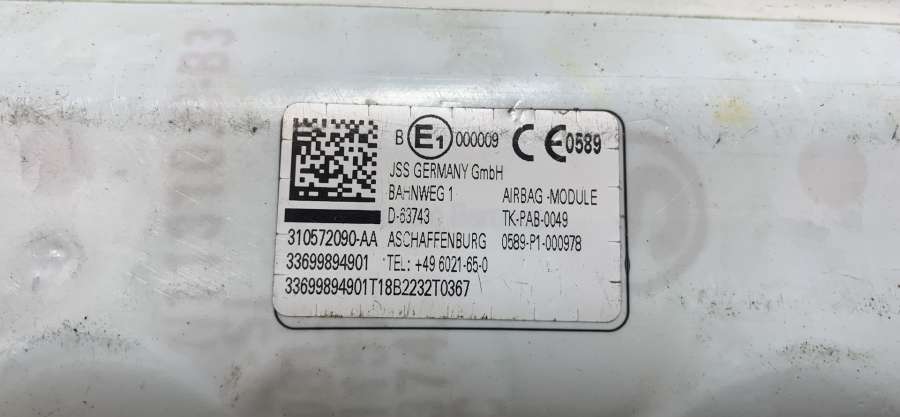 B E1 000009 CE 0589
JSS GERMANY GmbH
BAHNWEG 1 AIRBAG-MODULE
D-63743 TK-PAB-0049
310572090-AA ASCHAFFENBURG 0589-P1-000978
33699894901 TEL: +49 6021-65-0
33699894901T18B2232T0367